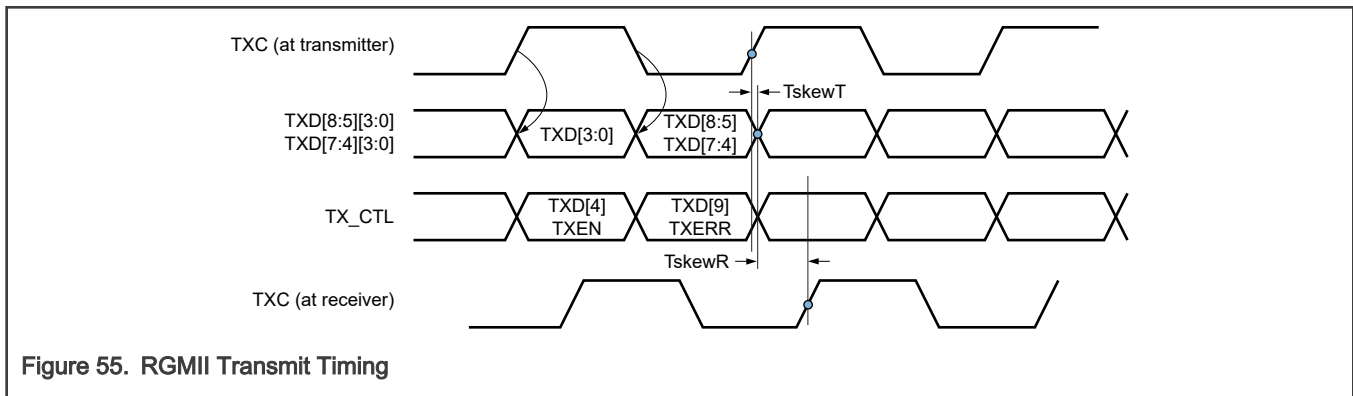 TXC (at transmitter)
TskewT
TXD[8:5][3:0]
TXD[7:4][3:0]
TXD[3:0]
TXD[8:5]
TXD[7:4]
TX_CTL
TXD[4]
TXEN
TXD[9]
TXERR
TskewR
TXC (at receiver)
Figure 55. RGMII Transmit Timing